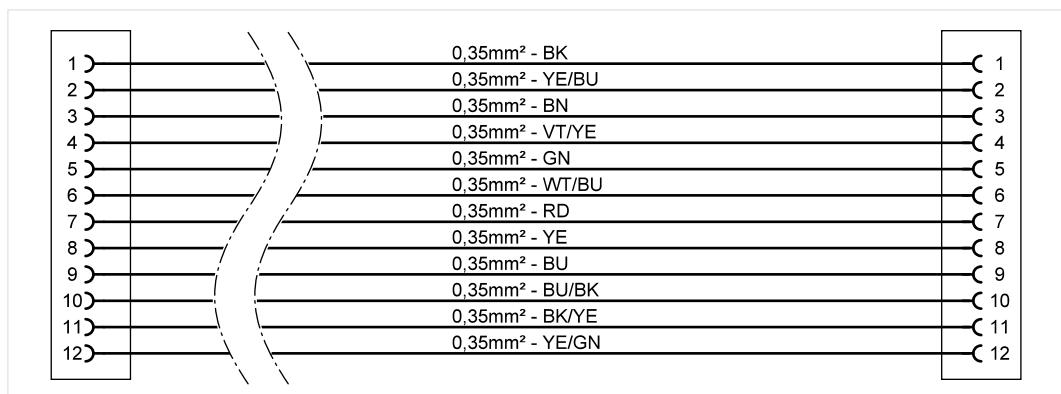 1 0,35mm² - BK 1
2 0,35mm² - YE/BU 2
3 0,35mm² - BN 3
4 0,35mm² - VT/YE 4
5 0,35mm² - GN 5
6 0,35mm² - WT/BU 6
7 0,35mm² - RD 7
8 0,35mm² - YE 8
9 0,35mm² - BU 9
10 0,35mm² - BU/BK 10
11 0,35mm² - BK/YE 11
12 0,35mm² - YE/GN 12